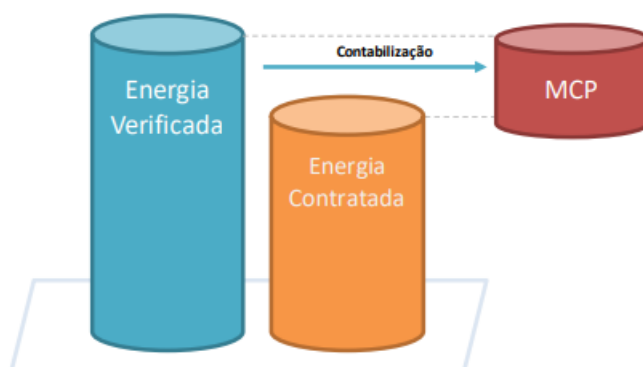 Contabilização
Energia
Verificada
MCP
Energia
Contratada